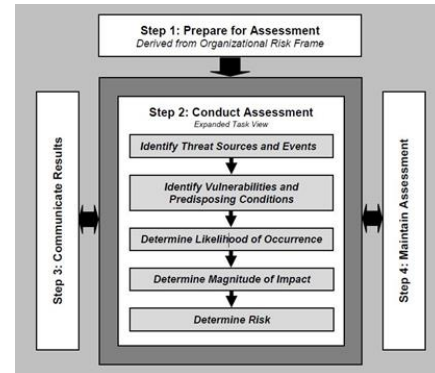 Step 1: Prepare for Assessment
Derived from Organizational Risk Frame
Step 2: Conduct Assessment
Expanded Task View
Identify Threat Sources and Events
Identify Vulnerabilities and
Predisposing Conditions
Determine Likelihood of Occurrence
Determine Magnitude of Impact
Determine Risk
Step 3: Communicate Results
Step 4: Maintain Assessment